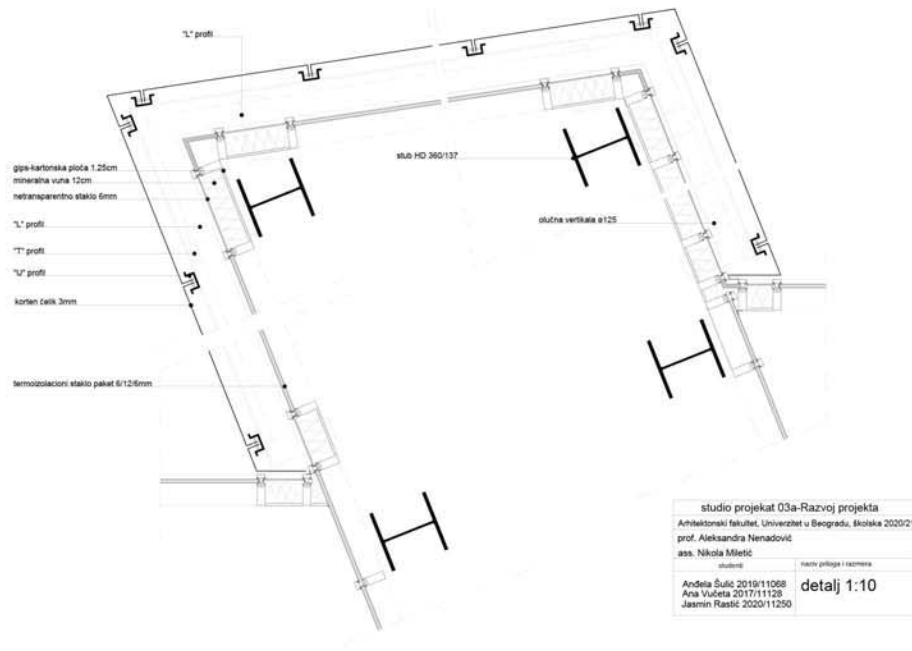 "L" profil
gips-kartonska ploča 1.25cm
mineralna vuna 12cm
netransparentno staklo 6mm
"L" profil
"T" profil
"U" profil
korten čelik 3mm
termoizolacioni staklo paket 6/12/6mm
stub HD 360/137
olučna vertikala ø125
studio projekat 03a-Razvoj projekta
Arhitektonski fakultet, Univerzitet u Beogradu, školska 2020/21
prof. Aleksandra Nenadović
ass. Nikola Miletić
studenti
naziv priloga i razmera
Anđela Šulić 2019/11068
Ana Vučeta 2017/11128
Jasmin Rastić 2020/11250
detalj 1:10